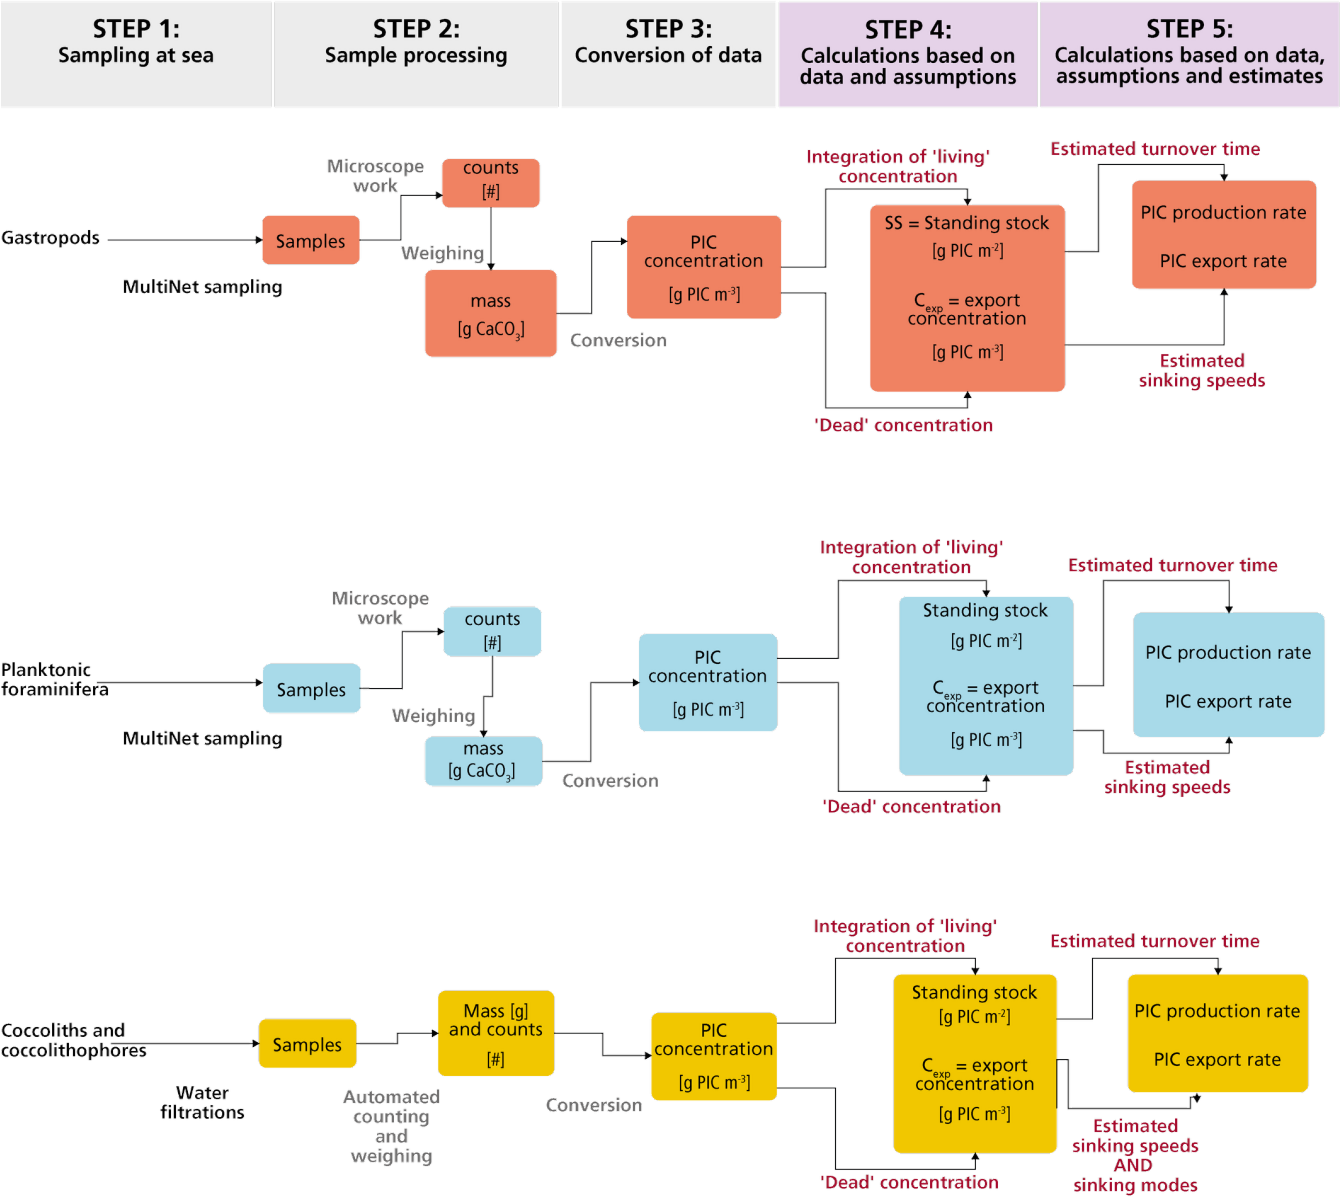 STEP 1:
Sampling at sea
STEP 2:
Sample processing
STEP 3:
Conversion of data
STEP 4:
Calculations based on
data and assumptions
STEP 5:
Calculations based on data,
assumptions and estimates
Gastropods
MultiNet sampling
Samples
Microscope
work
counts
[#]
Weighing
mass
[g CaCO3]
Conversion
PIC
concentration
[g PIC m-3]
Integration of 'living'
concentration
SS = Standing stock
[g PIC m-2]
Cexp = export
concentration
[g PIC m-3]
'Dead' concentration
Estimated turnover time
PIC production rate
PIC export rate
Estimated
sinking speeds
Planktonic
foraminifera
MultiNet sampling
Samples
Microscope
work
counts
[#]
Weighing
mass
[g CaCO3]
Conversion
PIC
concentration
[g PIC m-3]
Integration of 'living'
concentration
Standing stock
[g PIC m-2]
Cexp = export
concentration
[g PIC m-3]
'Dead' concentration
Estimated turnover time
PIC production rate
PIC export rate
Estimated
sinking speeds
Coccoliths and
coccolithophores
Water
filtrations
Samples
Automated
counting
and
weighing
Mass [g]
and counts
[#]
Conversion
PIC
concentration
[g PIC m-3]
Integration of 'living'
concentration
Standing stock
[g PIC m-2]
Cexp = export
concentration
[g PIC m-3]
'Dead' concentration
Estimated turnover time
PIC production rate
PIC export rate
Estimated
sinking speeds
AND
sinking modes